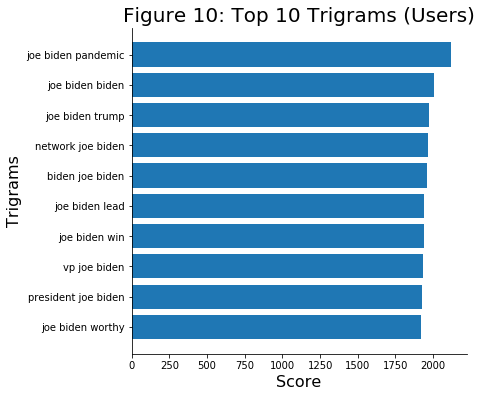 Figure 10: Top 10 Trigrams (Users)
Trigrams
joe biden pandemic
joe biden biden
joe biden trump
network joe biden
biden joe biden
joe biden lead
joe biden win
vp joe biden
president joe biden
joe biden worthy
0 250 500 750 1000 1250 1500 1750 2000
Score